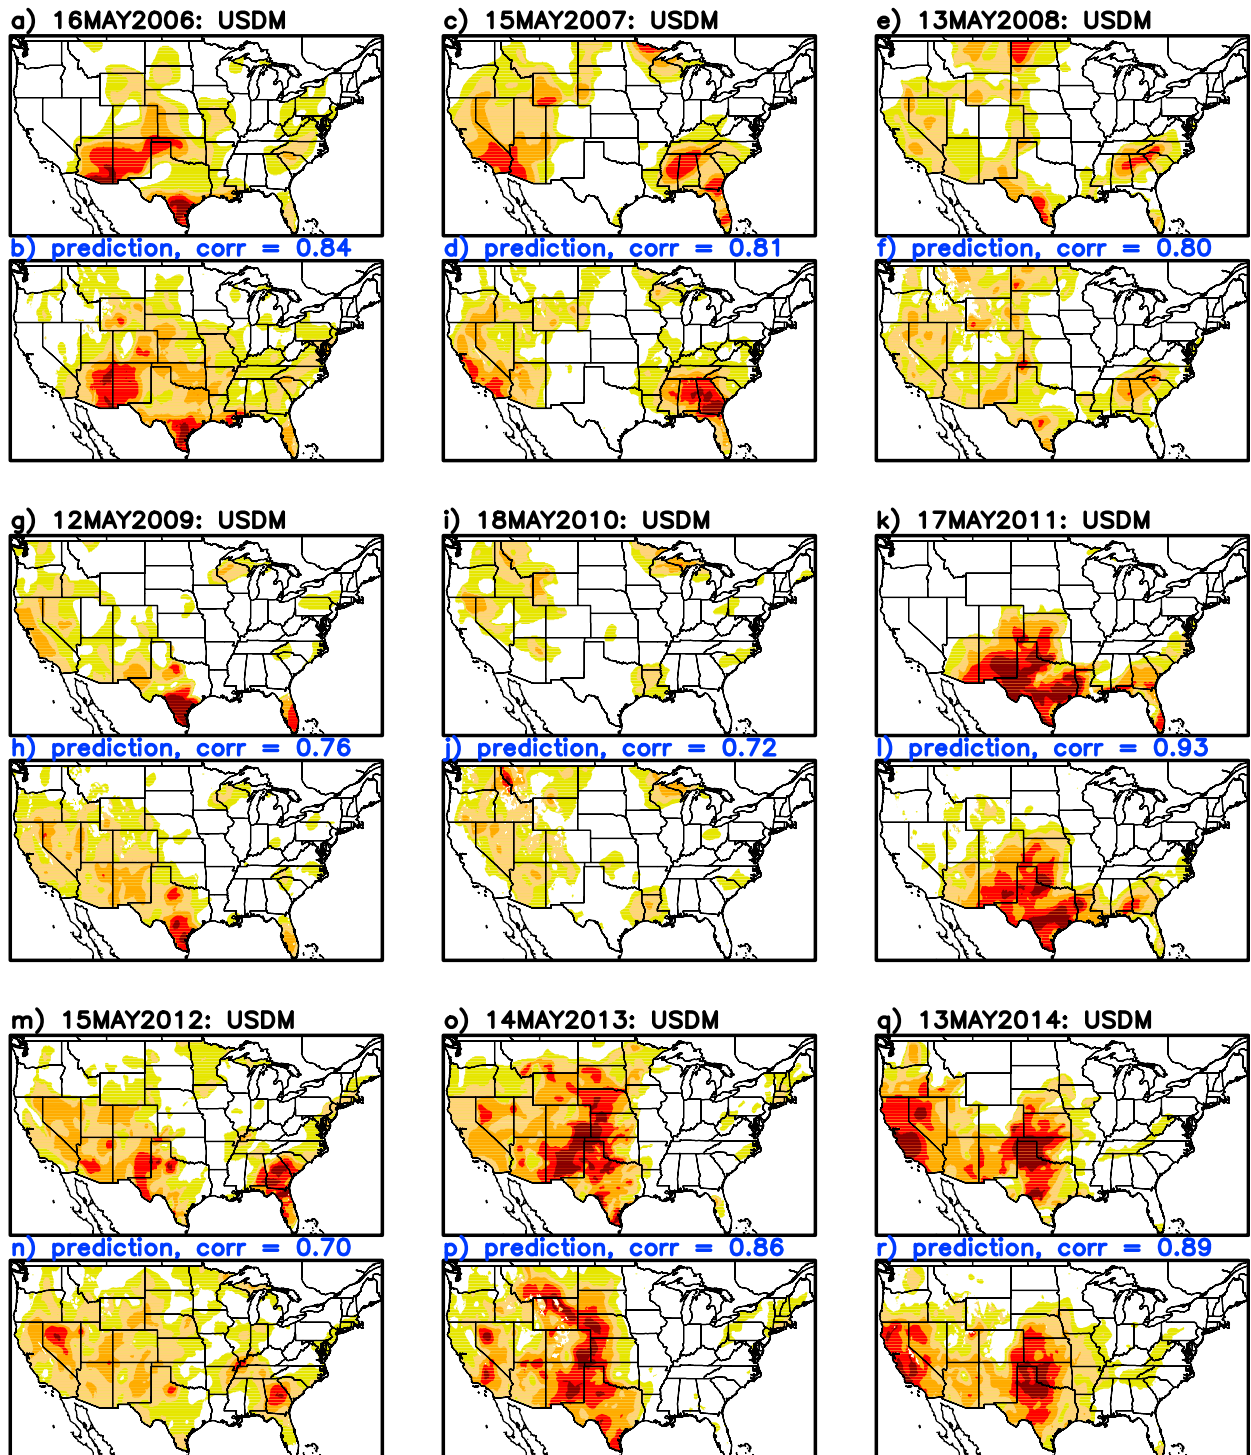 a) 16MAY2006: USDM
c) 15MAY2007: USDM
e) 13MAY2008: USDM
b) prediction, corr = 0.84
d) prediction, corr = 0.81
f) prediction, corr = 0.80
g) 12MAY2009: USDM
i) 18MAY2010: USDM
k) 17MAY2011: USDM
h) prediction, corr = 0.76
j) prediction, corr = 0.72
l) prediction, corr = 0.93
m) 15MAY2012: USDM
o) 14MAY2013: USDM
q) 13MAY2014: USDM
n) prediction, corr = 0.70
p) prediction, corr = 0.86
r) prediction, corr = 0.89